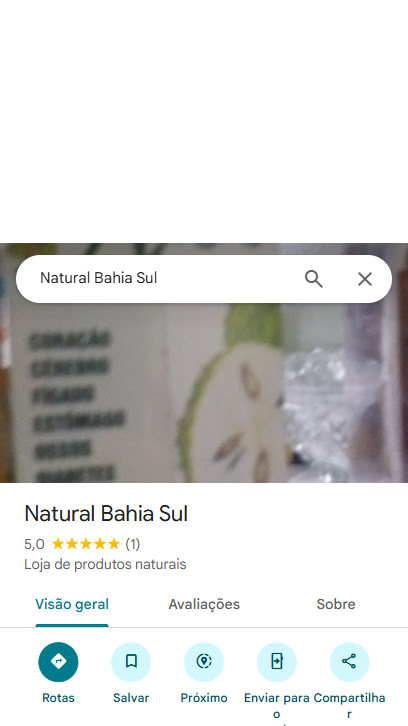 Natural Bahia Sul
CORAÇÃO
CÉREBRO
FÍGADO
ESTÔMAGO
OSSOS
DIABETES
Natural Bahia Sul
5,0 (1)
Loja de produtos naturais
Visão geral Avaliações Sobre
Rotas Salvar Próximo Enviar para o Compartilhar